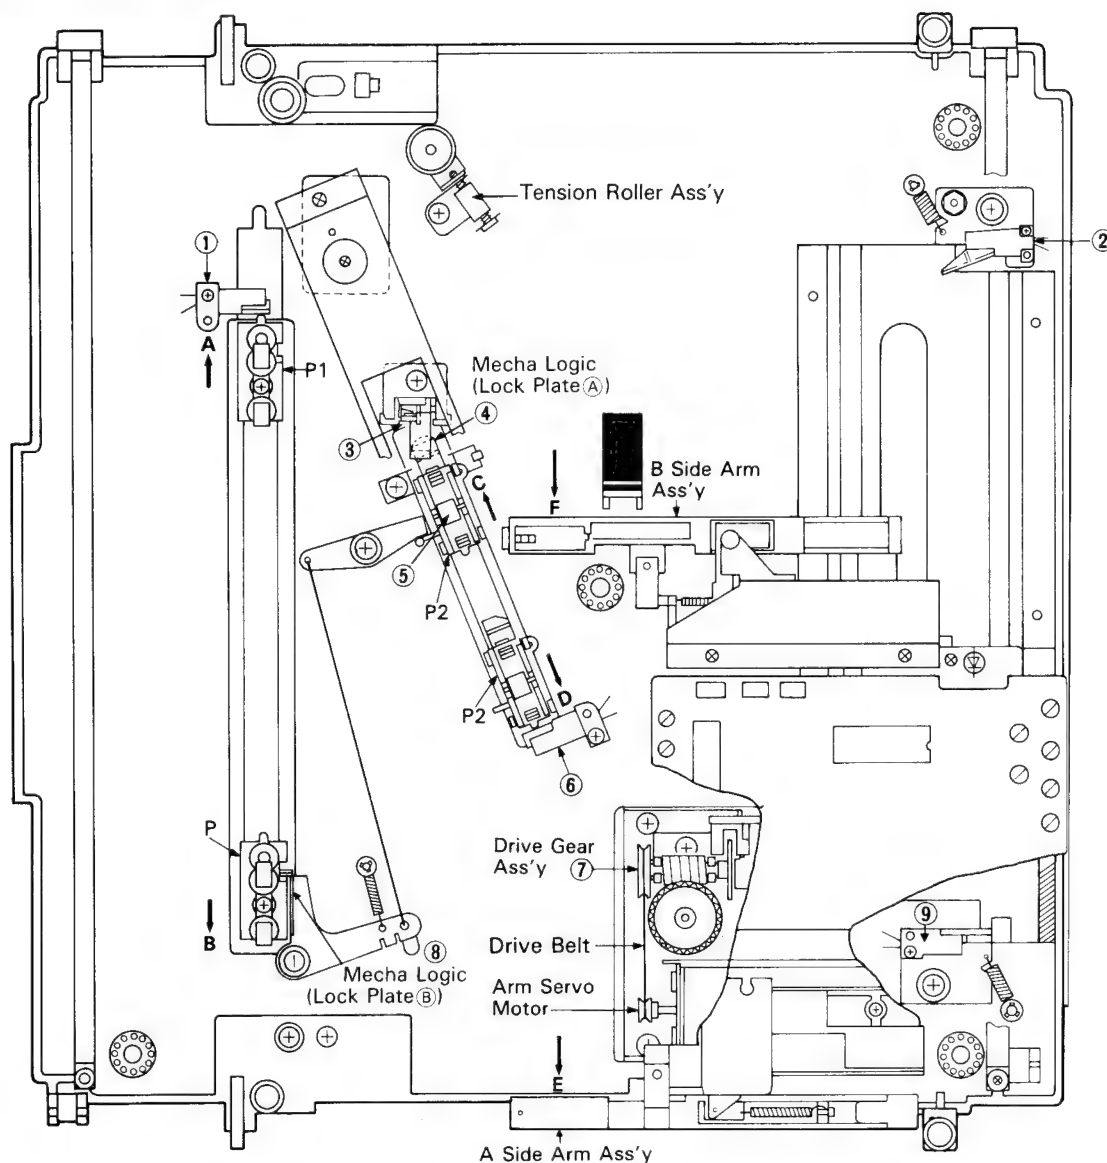 Tension Roller Ass'y
①
②
A
P1
Mecha Logic
(Lock Plate Ⓐ)
④
③
C
F
B Side Arm
Ass'y
⑤
P2
P2
D
⑥
P
Drive Gear
Ass'y ⑦
⑨
B
⑧
Drive Belt
Mecha Logic
(Lock Plate Ⓑ)
Arm Servo
Motor
E
A Side Arm Ass'y